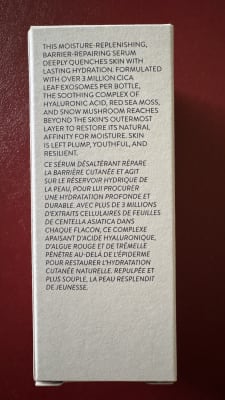 THIS MOISTURE-REPLENISHING,
BARRIER-REPAIRING SERUM
DEEPLY QUENCHES SKIN WITH
LASTING HYDRATION. FORMULATED
WITH OVER 3 MILLION CICA
LEAF EXOSOMES PER BOTTLE,
THE SOOTHING COMPLEX OF
HYALURONIC ACID, RED SEA MOSS,
AND SNOW MUSHROOM REACHES
BEYOND THE SKIN'S OUTERMOST
LAYER TO RESTORE ITS NATURAL
AFFINITY FOR MOISTURE. SKIN
IS LEFT PLUMP, YOUTHFUL, AND
RESILIENT.
CE SÉRUM DÉSALTÉRANT RÉPARE
LA BARRIÈRE CUTANÉE ET AGIT
SUR LE RÉSERVOIR HYDRIQUE DE
LA PEAU, POUR LUI PROCURER
UNE HYDRATATION PROFONDE ET
DURABLE. AVEC PLUS DE 3 MILLIONS
D'EXTRAITS CELLULAIRES DE FEUILLES
DE CENTELLA ASIATICA DANS
CHAQUE FLACON, CE COMPLEXE
APAISANT D'ACIDE HYALURONIQUE,
D'ALGUE ROUGE ET DE TRÉMELLE
PÉNÈTRE AU-DELÀ DE L'ÉPIDERME
POUR RESTAURER L'HYDRATATION
CUTANÉE NATURELLE. REPULPÉE ET
PLUS SOUPLE, LA PEAU RESPLENDIT
DE JEUNESSE.